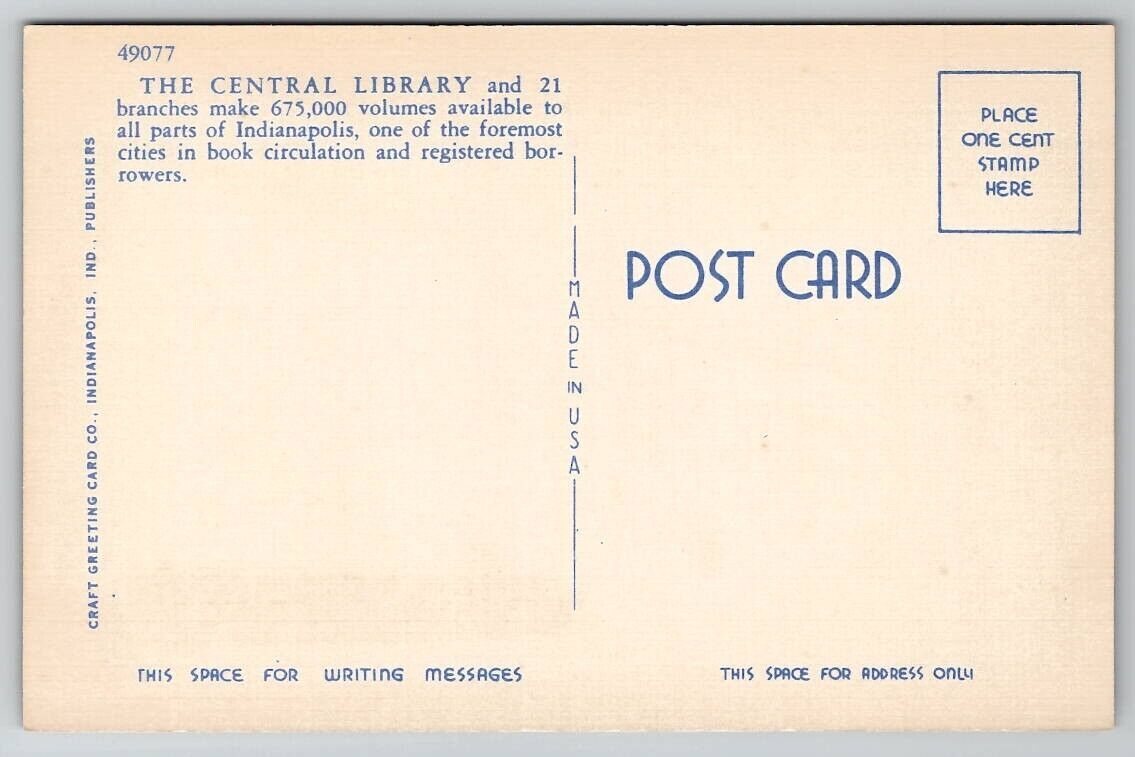 49077
THE CENTRAL LIBRARY and 21
branches make 675,000 volumes available to
all parts of Indianapolis, one of the foremost
cities in book circulation and registered bor-
rowers.
CRAFT GREETING CARD CO., INDIANAPOLIS, IND., PUBLISHERS
MADE IN USA
PLACE
ONE CENT
STAMP
HERE
POST CARD
THIS SPACE FOR WRITING MESSAGES
THIS SPACE FOR ADDRESS ONLY